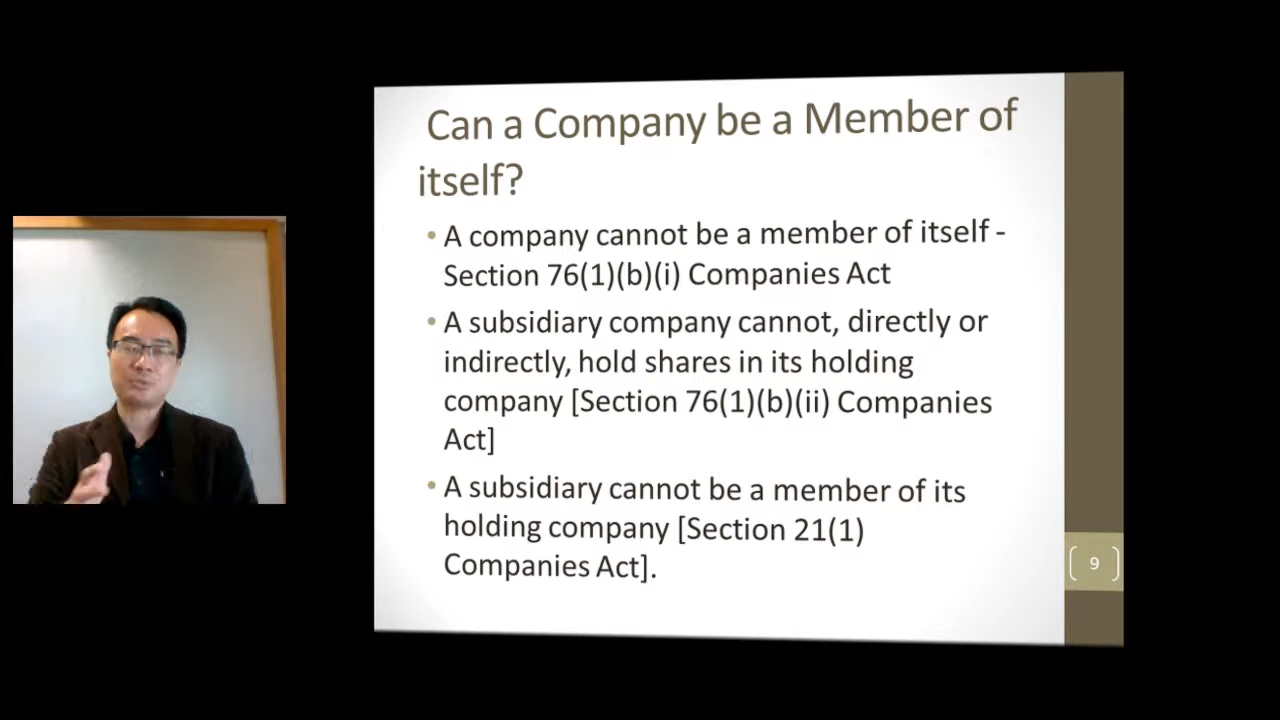 Can a Company be a Member of
itself?
• A company cannot be a member of itself -
Section 76(1)(b)(i) Companies Act
• A subsidiary company cannot, directly or
indirectly, hold shares in its holding
company [Section 76(1)(b)(ii) Companies
Act]
• A subsidiary cannot be a member of its
holding company [Section 21(1)
Companies Act].
9